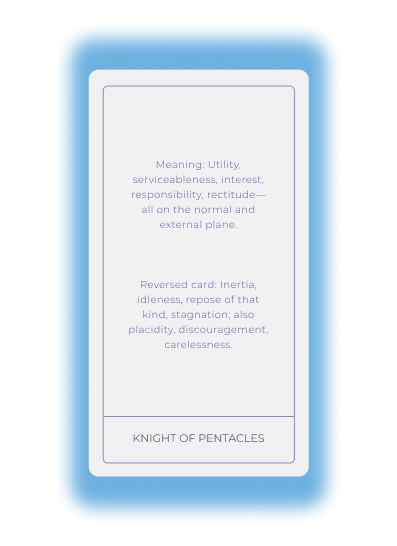 Meaning: Utility,
serviceableness, interest,
responsibility, rectitude—
all on the normal and
external plane.
Reversed card: Inertia,
idleness, repose of that
kind, stagnation; also
placidity, discouragement,
carelessness.
KNIGHT OF PENTACLES